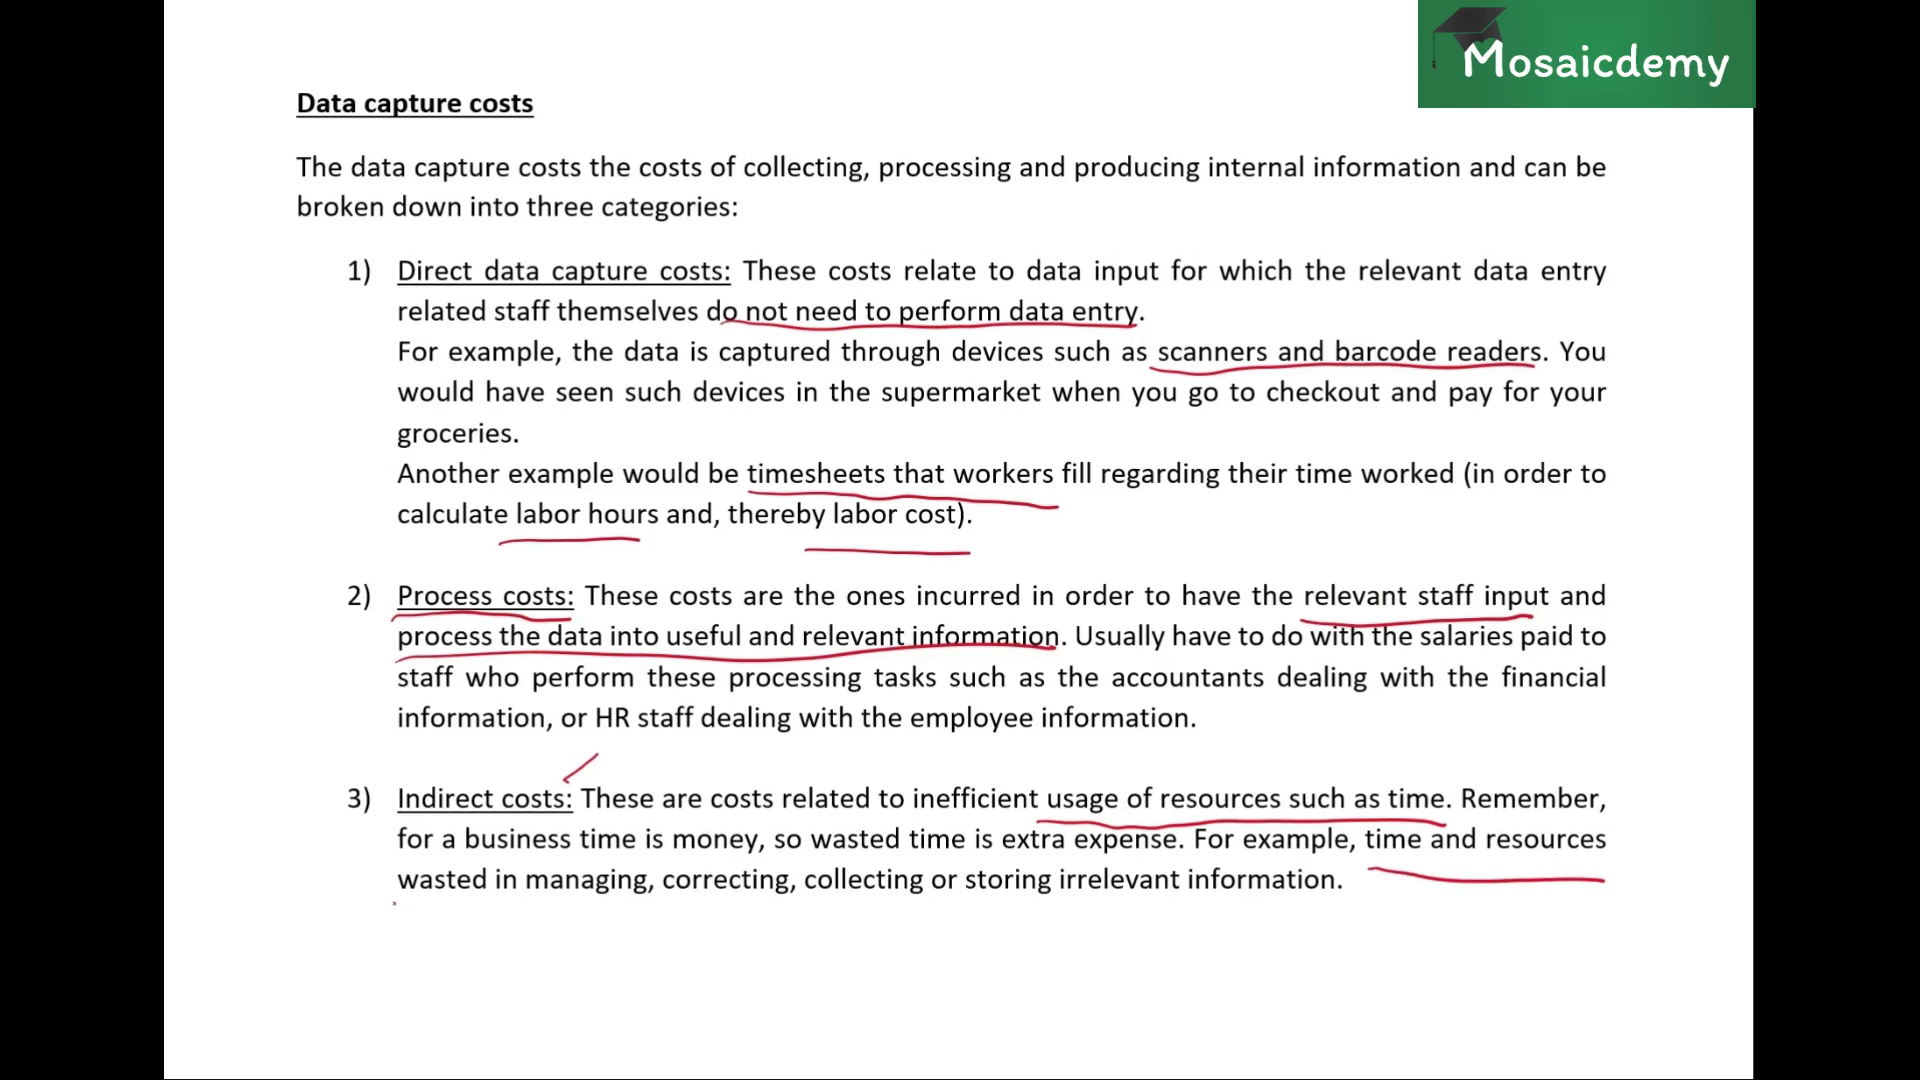 Mosaicdemy
Data capture costs
The data capture costs the costs of collecting, processing and producing internal information and can be
broken down into three categories:
1) Direct data capture costs: These costs relate to data input for which the relevant data entry
related staff themselves do not need to perform data entry.
For example, the data is captured through devices such as scanners and barcode readers. You
would have seen such devices in the supermarket when you go to checkout and pay for your
groceries.
Another example would be timesheets that workers fill regarding their time worked (in order to
calculate labor hours and, thereby labor cost).
2) Process costs: These costs are the ones incurred in order to have the relevant staff input and
process the data into useful and relevant information. Usually have to do with the salaries paid to
staff who perform these processing tasks such as the accountants dealing with the financial
information, or HR staff dealing with the employee information.
3) Indirect costs: These are costs related to inefficient usage of resources such as time. Remember,
for a business time is money, so wasted time is extra expense. For example, time and resources
wasted in managing, correcting, collecting or storing irrelevant information.